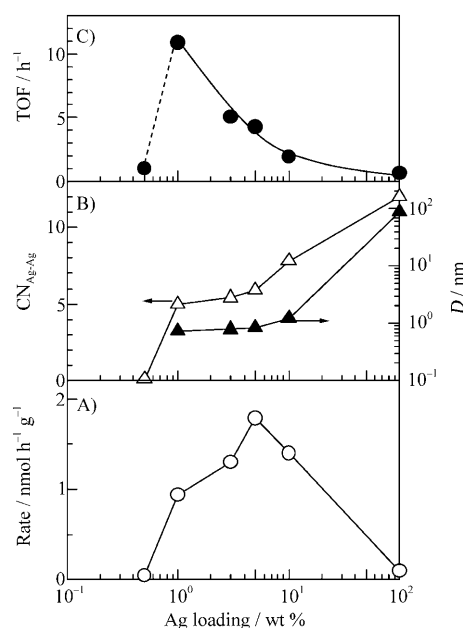 C)
TOF / h⁻¹
10
5
0
B)
CN_Ag-Ag
10
5
0
D / nm
10²
10¹
10⁰
10⁻¹
A)
Rate / nmol h⁻¹ g⁻¹
2
1
0
10⁻¹ 10⁰ 10¹ 10²
Ag loading / wt %